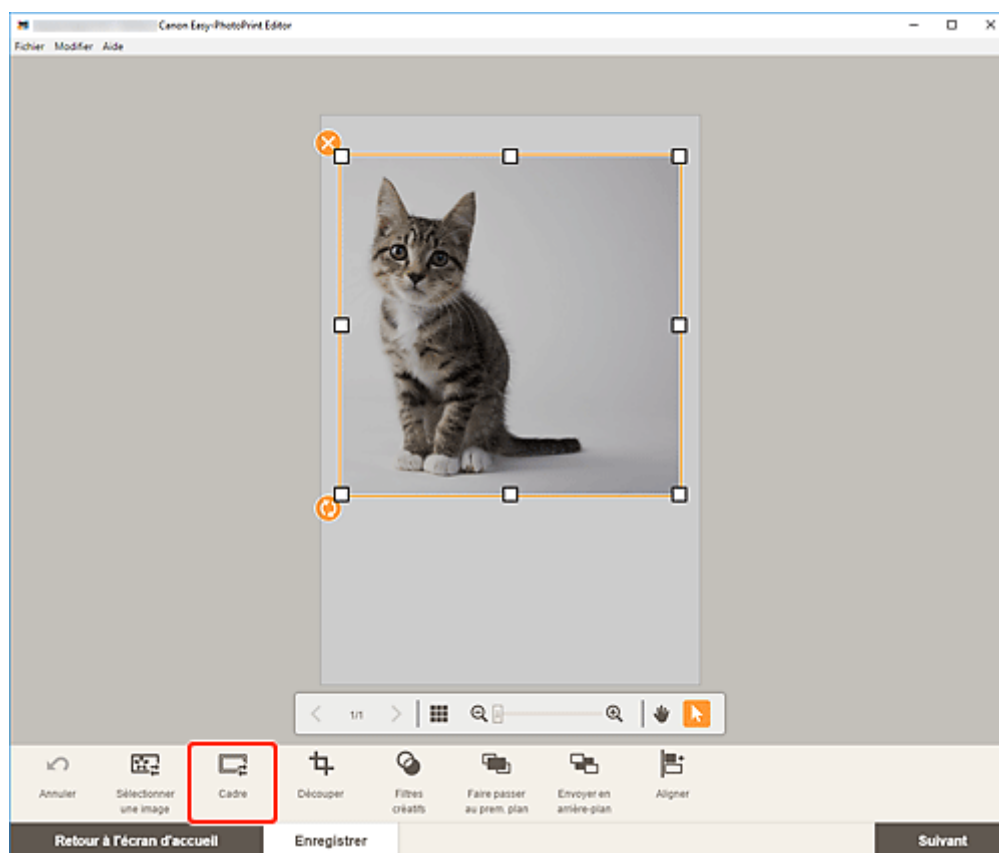 Canon Easy-PhotoPrint Editor
Fichier Modifier Aide
1/1
Annuler
Sélectionner
une image
Cadre
Découper
Filtres
créatifs
Faire passer
au prem. plan
Envoyer en
arrière-plan
Aligner
Retour à l'écran d'accueil
Enregistrer
Suivant